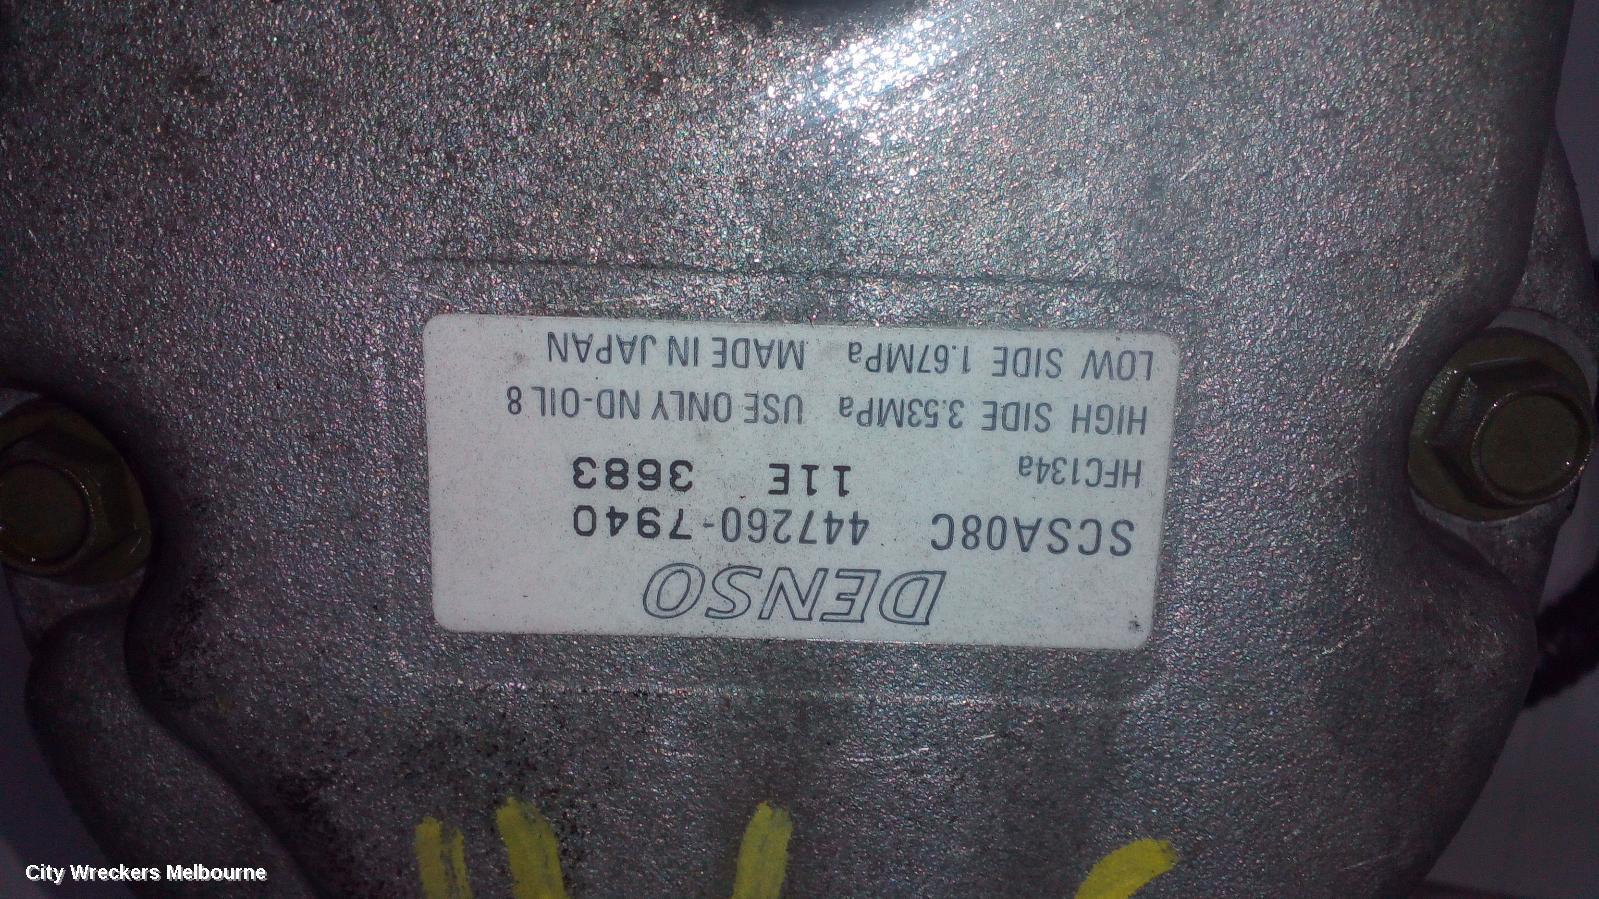 DENSO
SCSA08C 447260-7940
HFC134a 11E 3683
HIGH SIDE 3.53MPa USE ONLY ND-OIL 8
LOW SIDE 1.67MPa MADE IN JAPAN
City Wreckers Melbourne